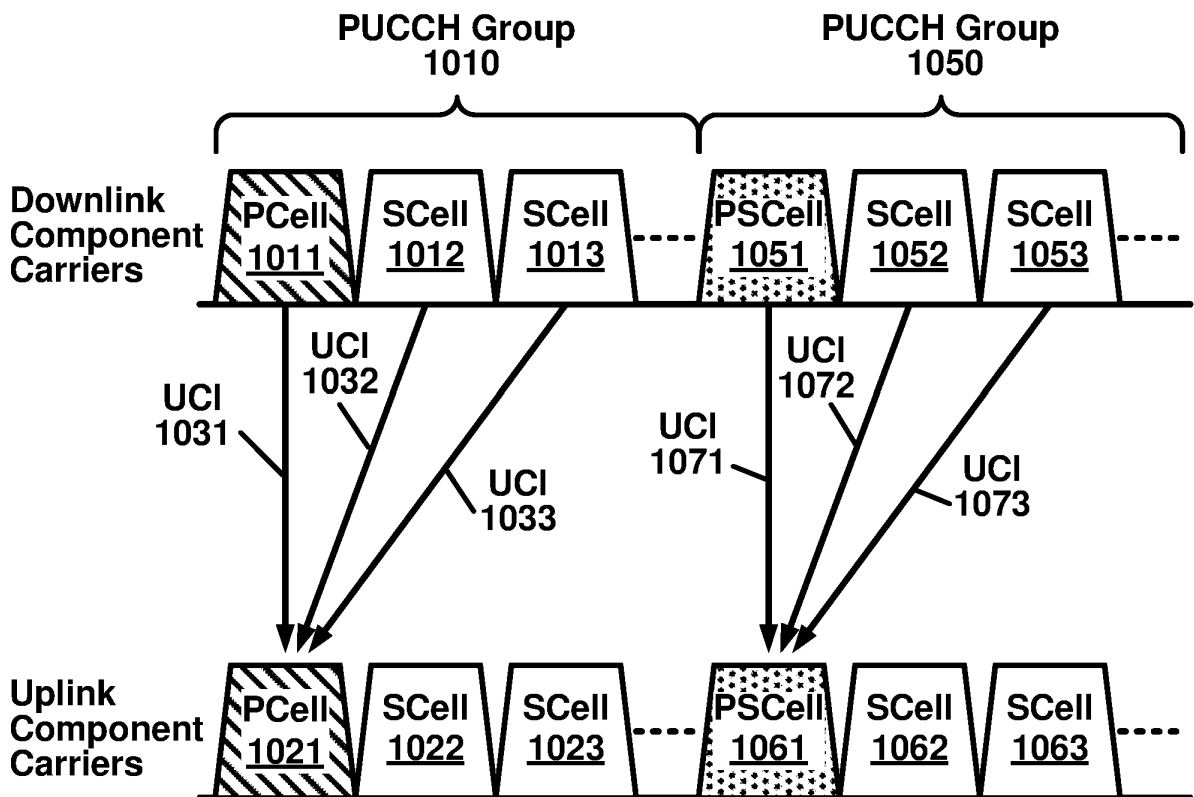 PUCCH Group
1010
PUCCH Group
1050
Downlink
Component
Carriers
PCell
1011
SCell
1012
SCell
1013
PSCell
1051
SCell
1052
SCell
1053
UCI
1031
UCI
1032
UCI
1033
UCI
1071
UCI
1072
UCI
1073
Uplink
Component
Carriers
PCell
1021
SCell
1022
SCell
1023
PSCell
1061
SCell
1062
SCell
1063